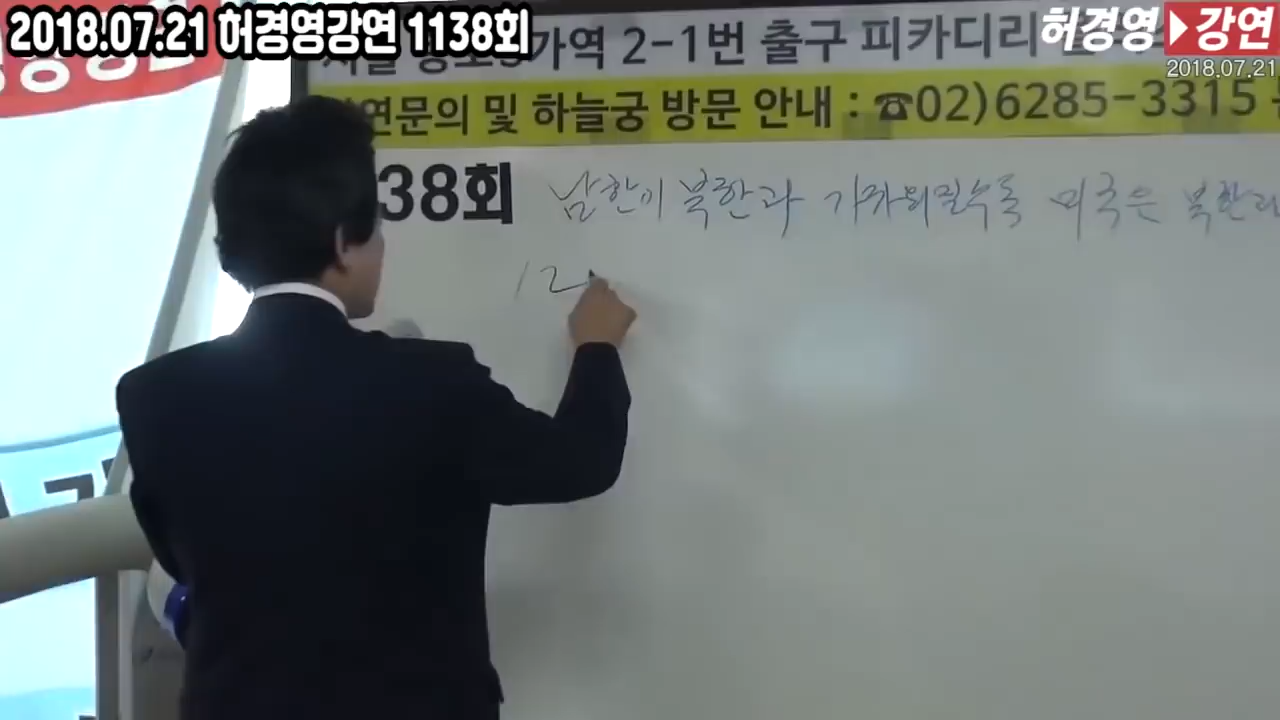 2018.07.21 허경영강연 1138회
허경영▶강연
2018.07.21
3가역 2-1번 출구 피카디리
연문의 및 하늘궁 방문 안내 : ☎02)6285-3315
38회 남한이 북한과 가까워질수록 미국은 북한과
12